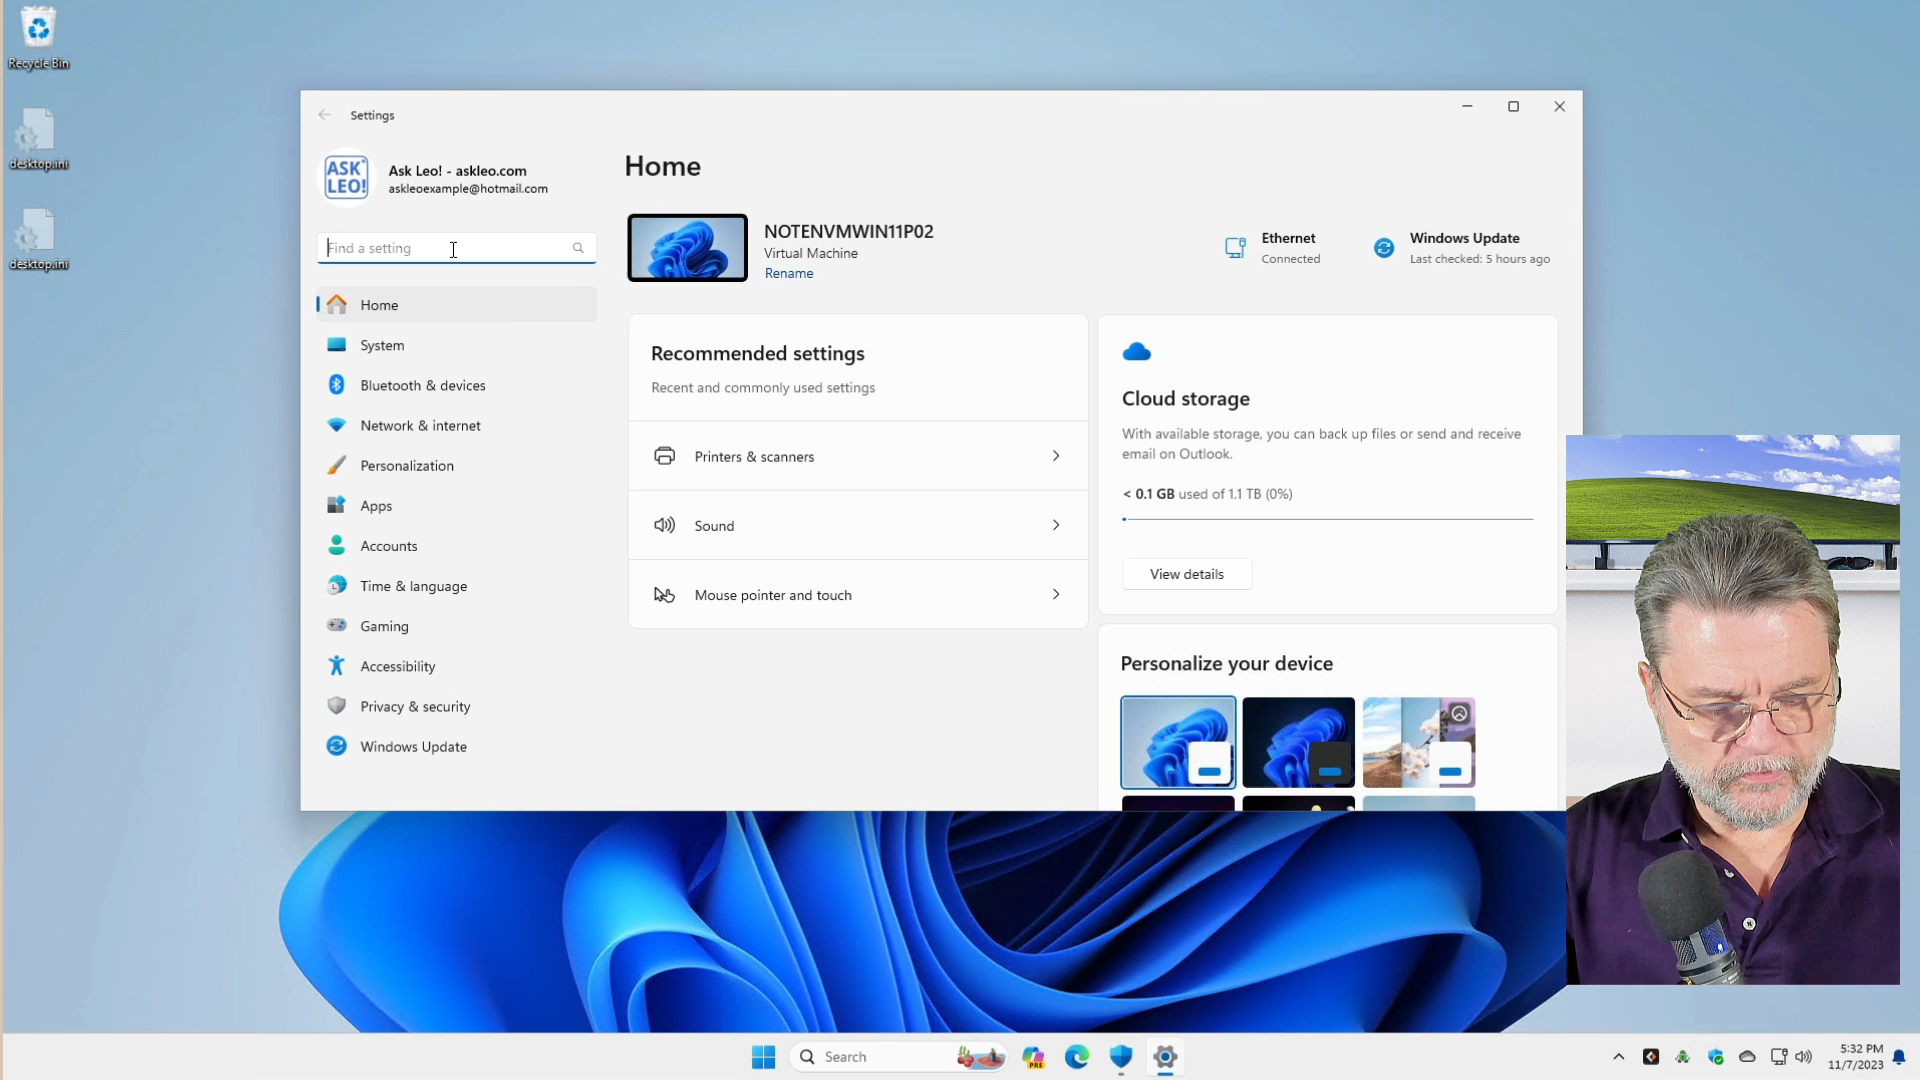 Recycle Bin
desktop.ini
desktop.ini
Settings
ASK
LEO!
Ask Leo! - askleo.com
askleoexample@hotmail.com
Find a setting
Home
System
Bluetooth & devices
Network & internet
Personalization
Apps
Accounts
Time & language
Gaming
Accessibility
Privacy & security
Windows Update
Home
NOTENVMWIN11P02
Virtual Machine
Rename
Ethernet
Connected
Windows Update
Last checked: 5 hours ago
Recommended settings
Recent and commonly used settings
Printers & scanners
Sound
Mouse pointer and touch
Cloud storage
With available storage, you can back up files or send and receive
email on Outlook.
< 0.1 GB used of 1.1 TB (0%)
View details
Personalize your device
Search
PRE
5:32 PM
11/7/2023